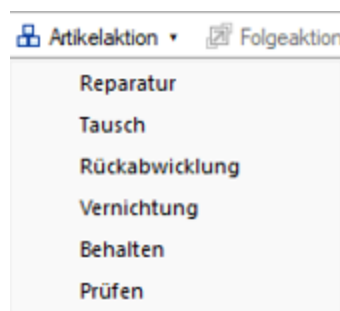 Artikelaktion Folgeaktion
Reparatur
Tausch
Rückabwicklung
Vernichtung
Behalten
Prüfen